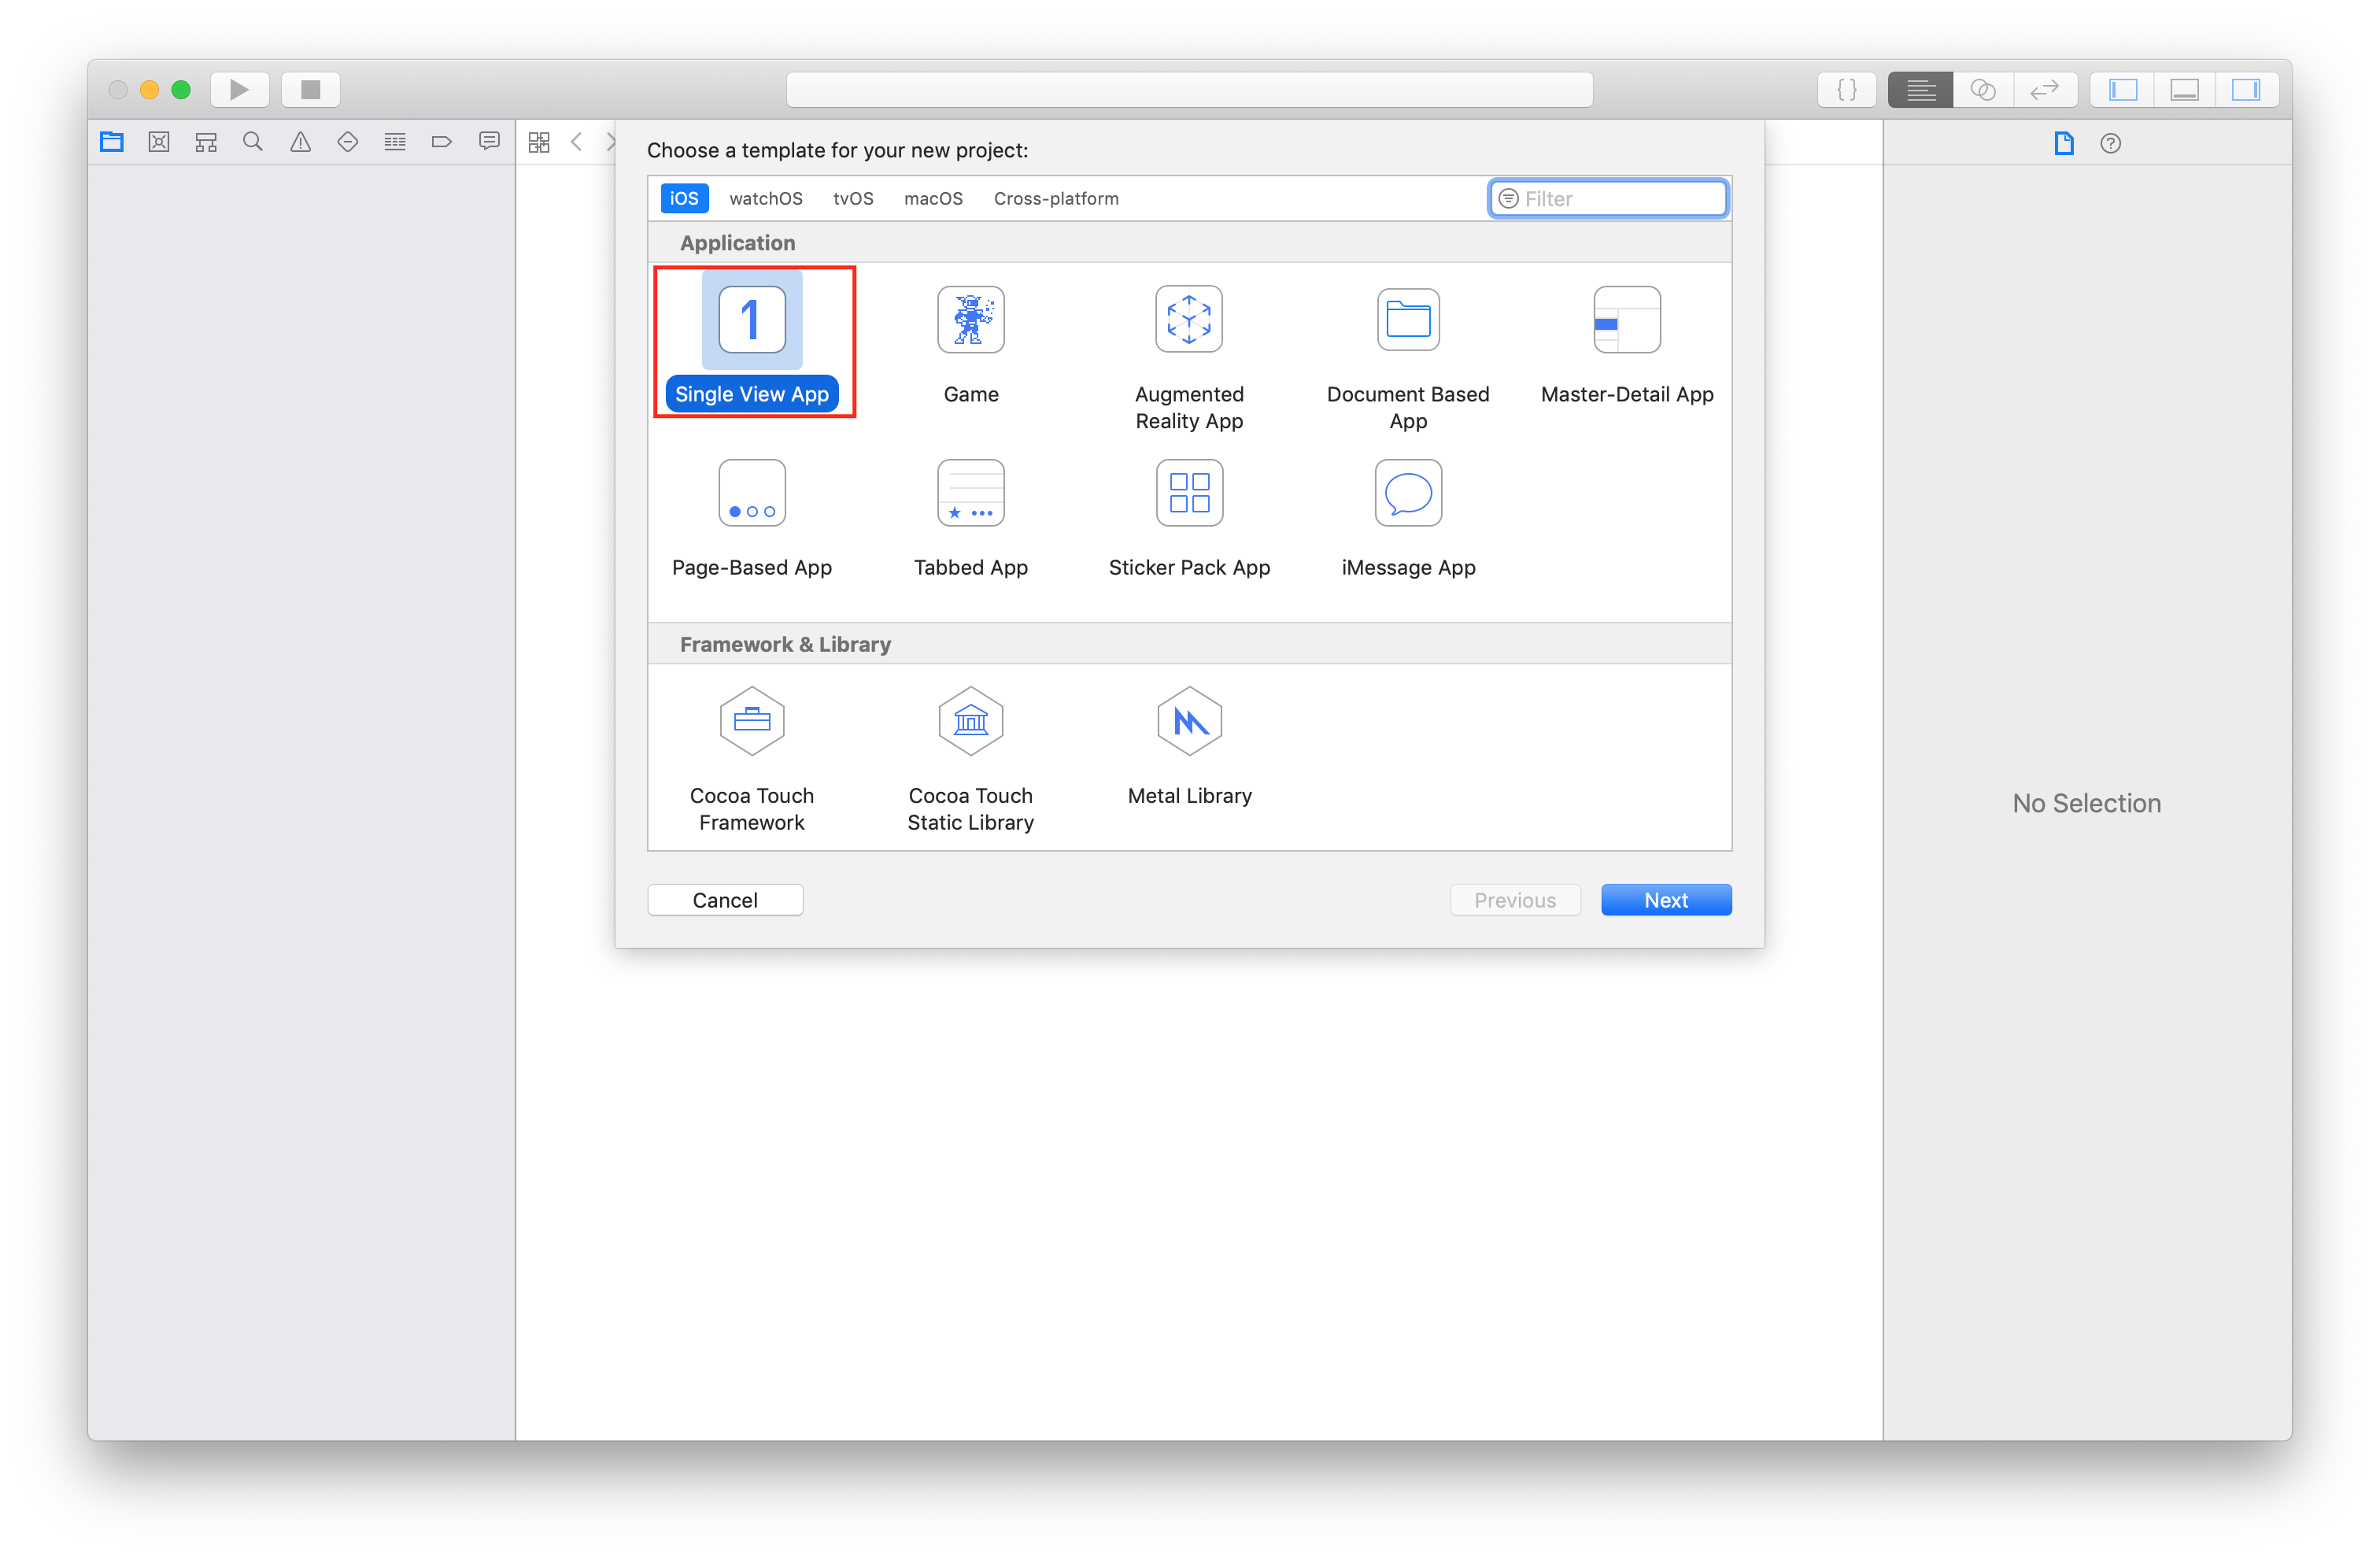 Choose a template for your new project:
iOS watchOS tvOS macOS Cross-platform Filter
Application
1
Single View App Game Augmented Reality App Document Based App Master-Detail App
Page-Based App Tabbed App Sticker Pack App iMessage App
Framework & Library
Cocoa Touch Framework Cocoa Touch Static Library Metal Library
No Selection
Cancel Previous Next